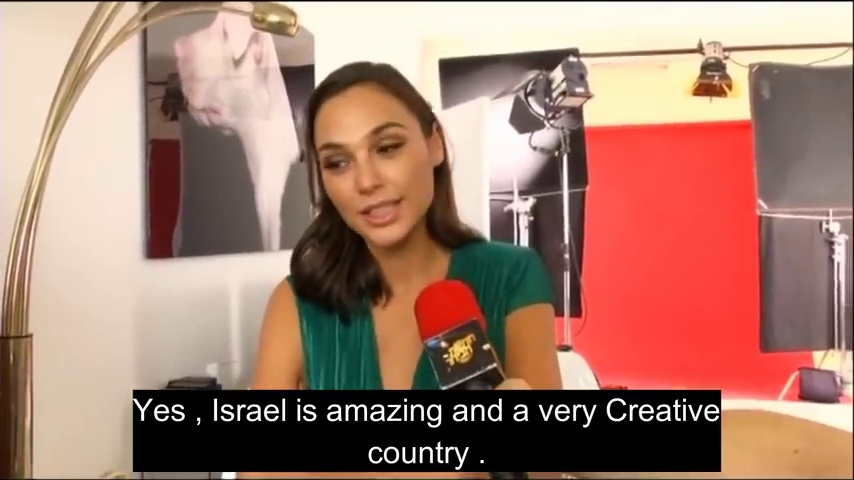 Yes , Israel is amazing and a very Creative
country .